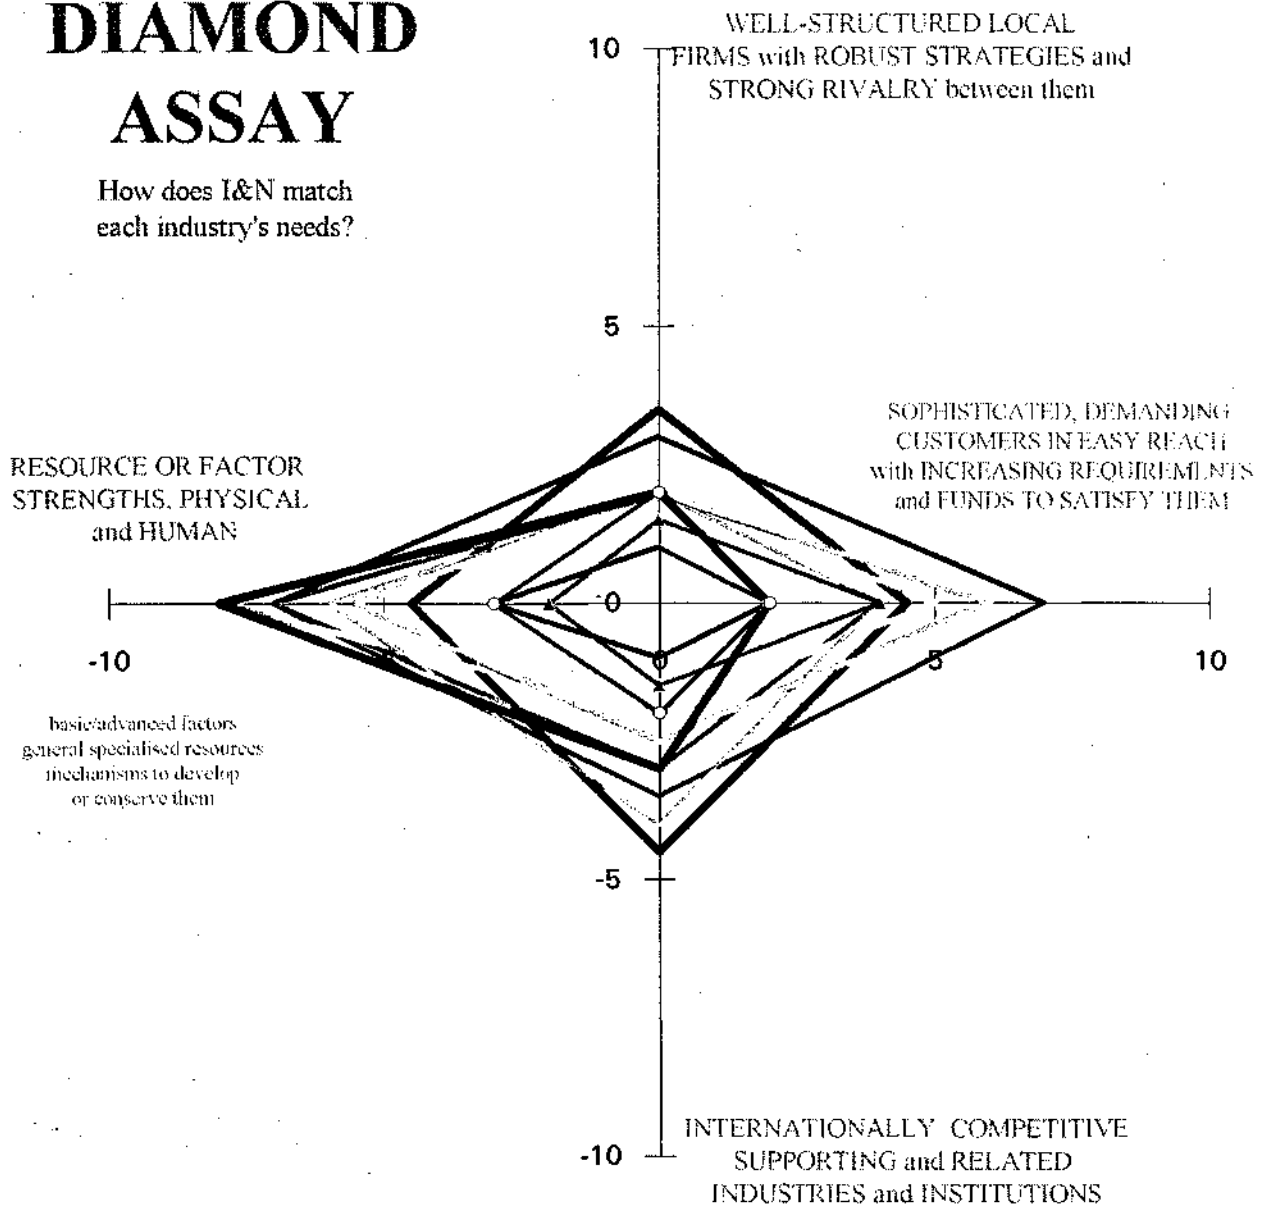 DIAMOND
ASSAY
How does I&N match
each industry's needs?
WELL-STRUCTURED LOCAL
FIRMS with ROBUST STRATEGIES and
STRONG RIVALRY between them
10
5
SOPHISTICATED, DEMANDING
CUSTOMERS IN EASY REACH
with INCREASING REQUIREMENTS
and FUNDS TO SATISFY THEM
RESOURCE OR FACTOR
STRENGTHS, PHYSICAL
and HUMAN
0
-10
0
5
10
basic/advanced factors
general specialised resources
mechanisms to develop
or conserve them
-5
-10
INTERNATIONALLY COMPETITIVE
SUPPORTING and RELATED
INDUSTRIES and INSTITUTIONS